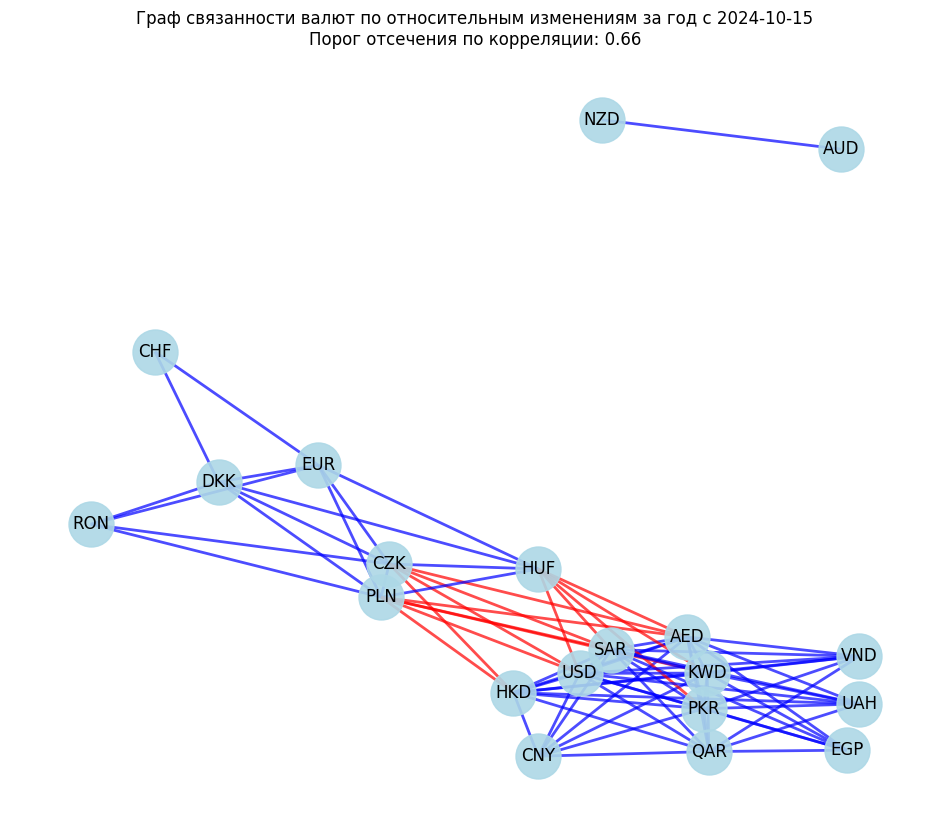 Граф связанности валют по относительным изменениям за год с 2024-10-15
Порог отсечения по корреляции: 0.66
NZD
AUD
CHF
EUR
DKK
RON
CZK
HUF
PLN
AED
SAR
VND
USD
KWD
HKD
UAH
PKR
EGP
QAR
CNY